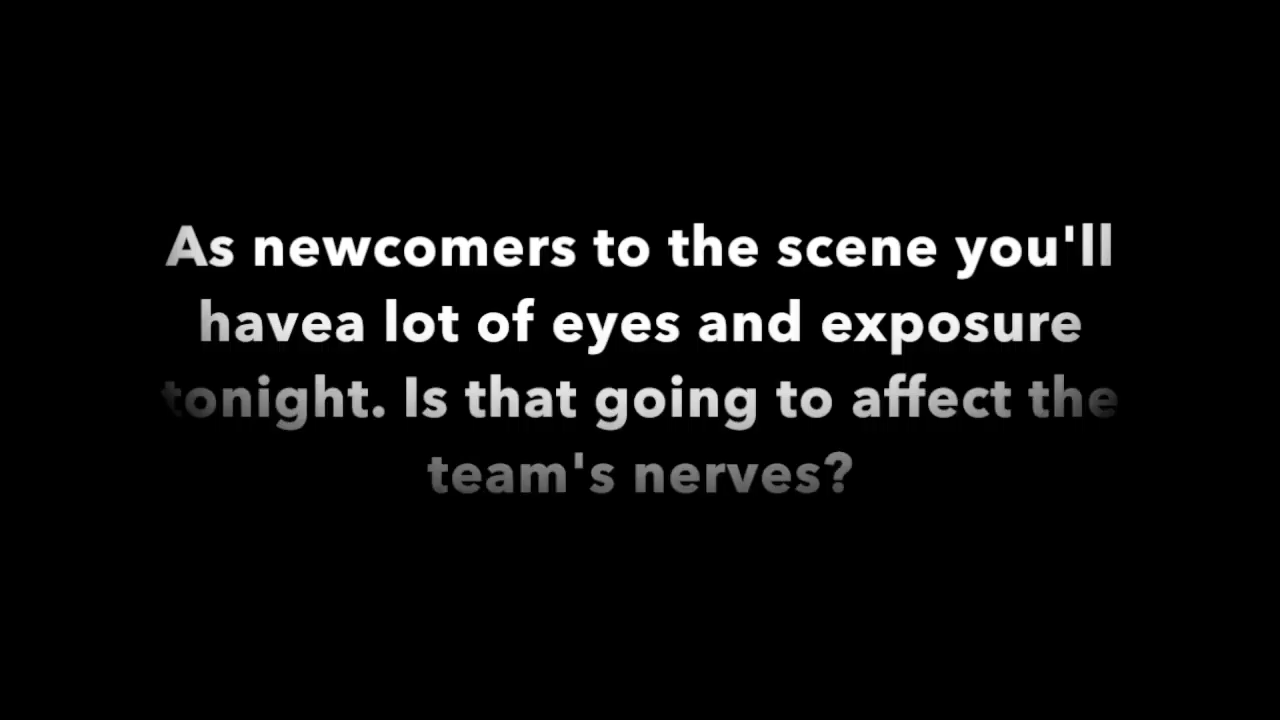 As newcomers to the scene you'll
havea lot of eyes and exposure
tonight. Is that going to affect the
team's nerves?